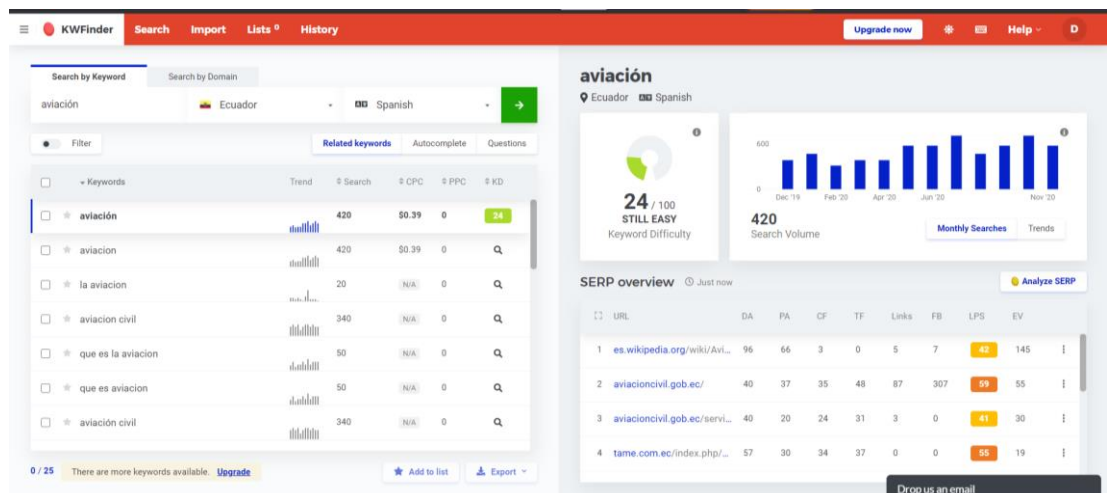 KWFinder Search Import Lists 0 History Upgrade now Help D
Search by Keyword Search by Domain
aviación Ecuador Spanish
Filter Related keywords Autocomplete Questions
Keywords Trend Search CPC PPC KD
aviación 420 $0.39 0 24
aviacion 420 $0.39 0
la aviacion 20 N/A 0
aviacion civil 340 N/A 0
que es la aviacion 50 N/A 0
que es aviacion 50 N/A 0
aviación civil 340 N/A 0
0 / 25 There are more keywords available. Upgrade Add to list Export
aviación
Ecuador Spanish
24 / 100
STILL EASY
Keyword Difficulty
600
0
Dec '19 Feb '20 Apr '20 Jun '20 Nov '20
420
Search Volume
Monthly Searches Trends
SERP overview Just now Analyze SERP
URL DA PA CF TF Links FB LPS EV
1 es.wikipedia.org/wiki/Avi... 96 66 3 0 5 7 42 145
2 aviacioncivil.gob.ec/ 40 37 35 48 87 307 59 55
3 aviacioncivil.gob.ec/servi... 40 20 24 31 3 0 41 30
4 tame.com.ec/index.php/... 57 30 34 37 0 0 55 19
Drop us an email